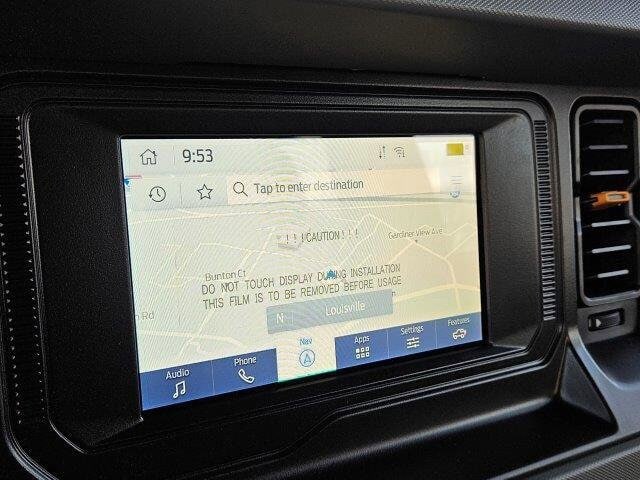 9:53
Tap to enter destination
! ! ! CAUTION ! ! !
Gardiner View Ave
Bunton Ct
DO NOT TOUCH DISPLAY DURING INSTALLATION
THIS FILM IS TO BE REMOVED BEFORE USAGE
Rd
N Louisville
Audio Phone Nav Apps Settings Features